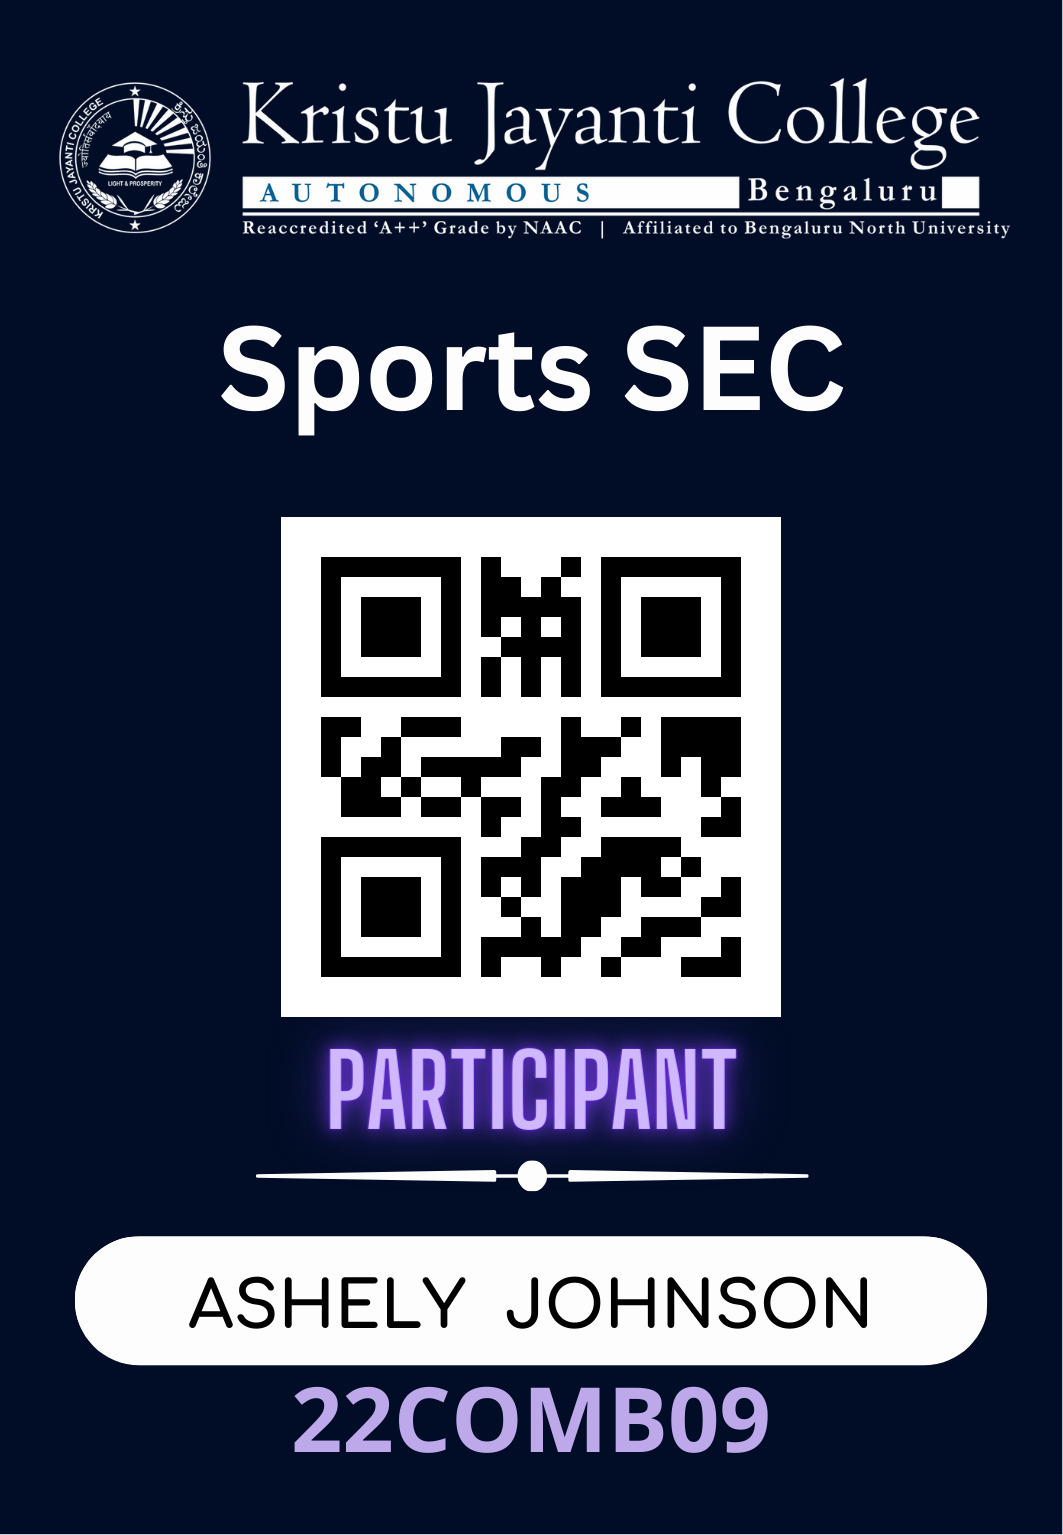 KRISTU JAYANTI COLLEGE
LIGHT & PROSPERITY
Kristu Jayanti College
AUTONOMOUS Bengaluru
Reaccredited ‘A++’ Grade by NAAC | Affiliated to Bengaluru North University
Sports SEC
PARTICIPANT
ASHELY JOHNSON
22COMB09